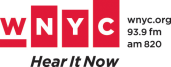 WNYC
wnyc.org
93.9 fm
am 820
Hear It Now